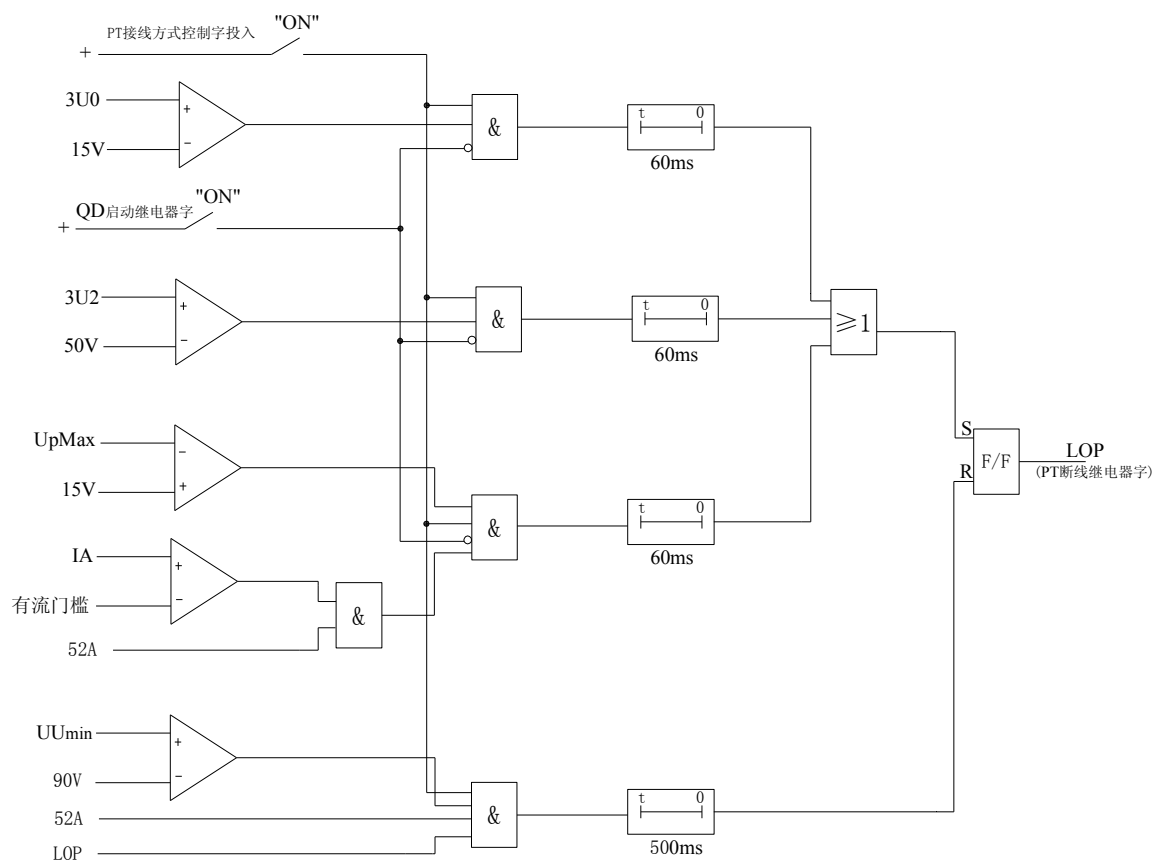 PT接线方式控制字投入
"ON"
+
3U0
+
15V
−
&
t 0
60ms
QD启动继电器字
"ON"
+
3U2
+
50V
−
&
t 0
60ms
≥1
UpMax
−
15V
+
&
t 0
60ms
S
R
F/F
LOP
(PT断线继电器字)
IA
+
有流门槛
−
&
52A
UUmin
+
90V
−
52A
LOP
&
t 0
500ms